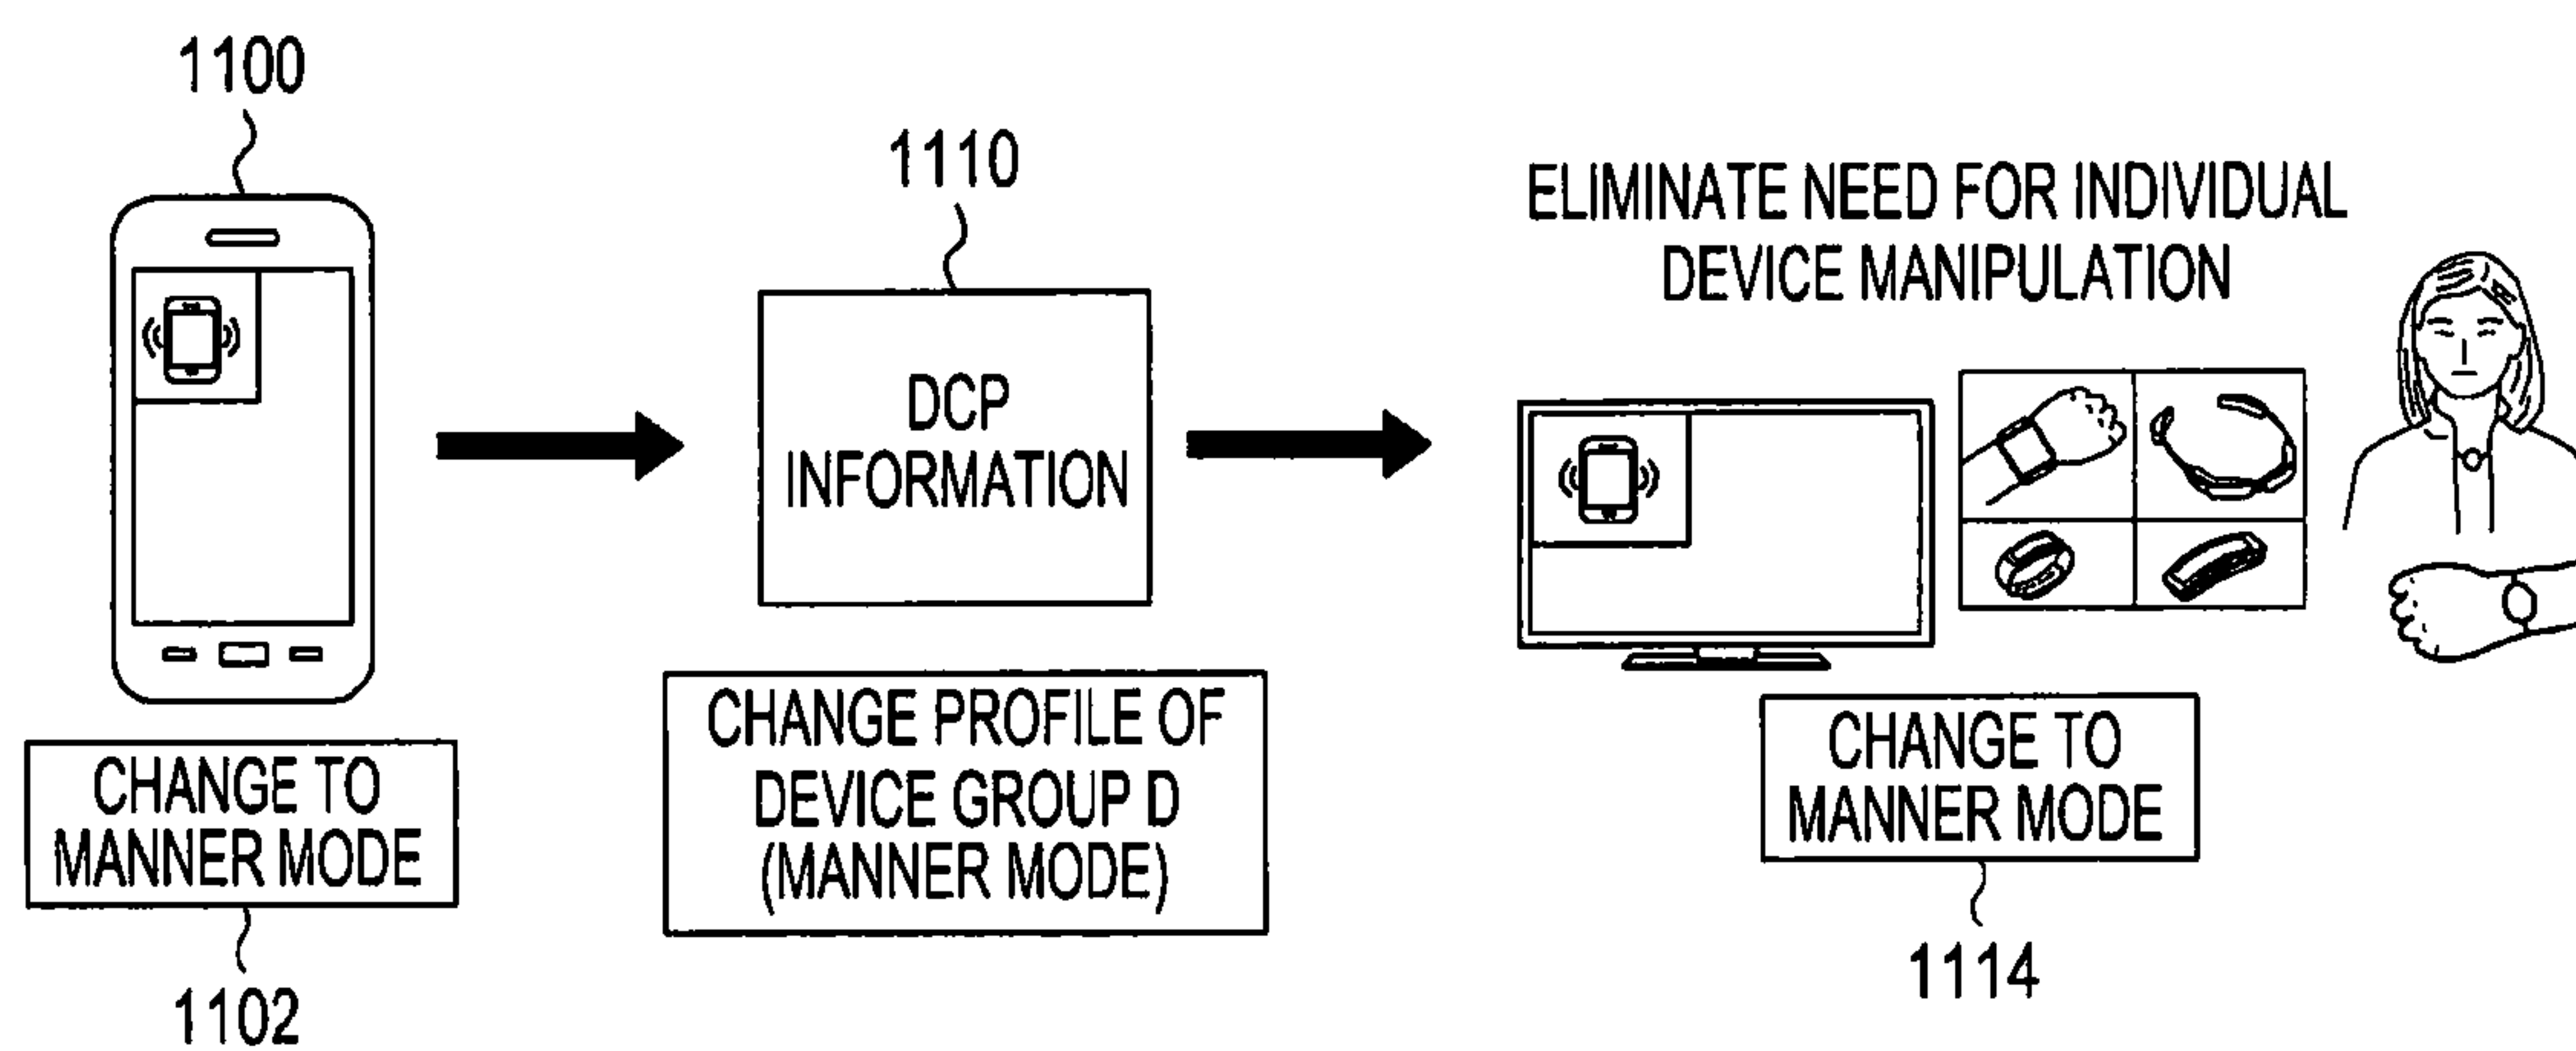 1100
1110
ELIMINATE NEED FOR INDIVIDUAL
DEVICE MANIPULATION
DCP
INFORMATION
CHANGE TO
MANNER MODE
1102
CHANGE PROFILE OF
DEVICE GROUP D
(MANNER MODE)
CHANGE TO
MANNER MODE
1114